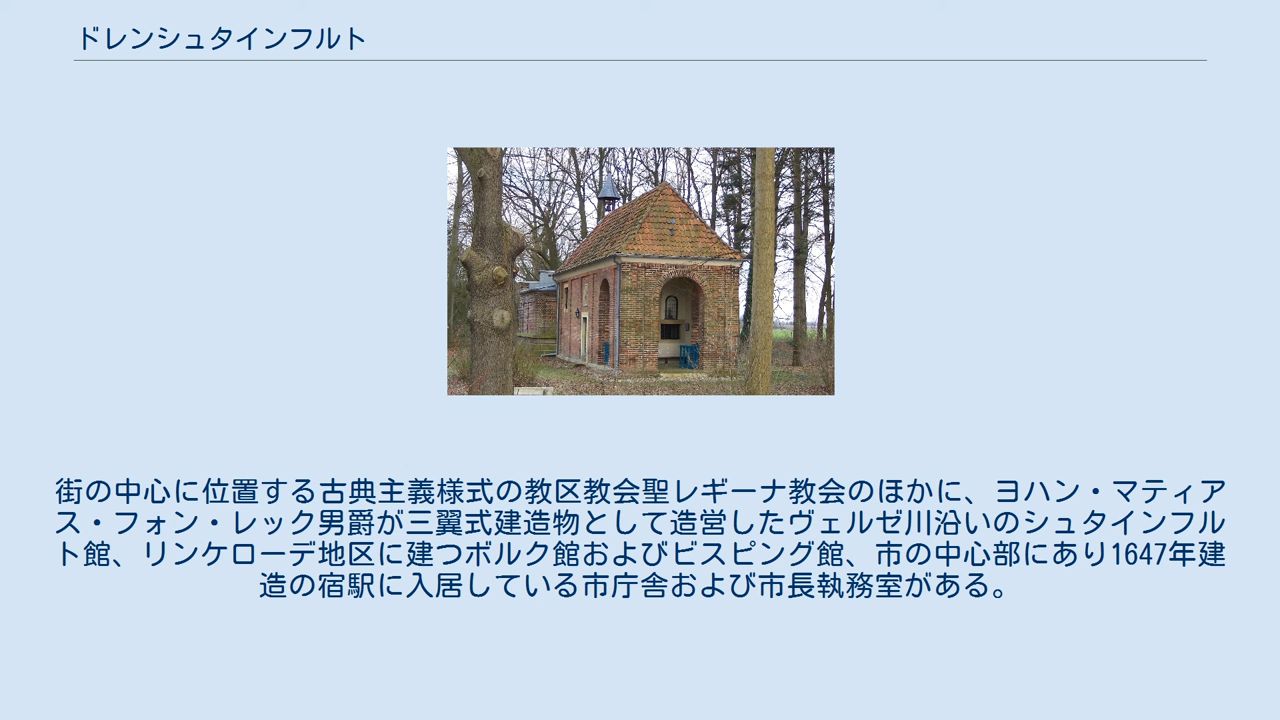 ドレンシュタインフルト
街の中心に位置する古典主義様式の教区教会聖レギーナ教会のほかに、ヨハン・マティア
ス・フォン・レック男爵が三翼式建造物として造営したヴェルゼ川沿いのシュタインフル
ト館、リンケローデ地区に建つボルク館およびビスピング館、市の中心部にあり1647年建
造の宿駅に入居している市庁舎および市長執務室がある。